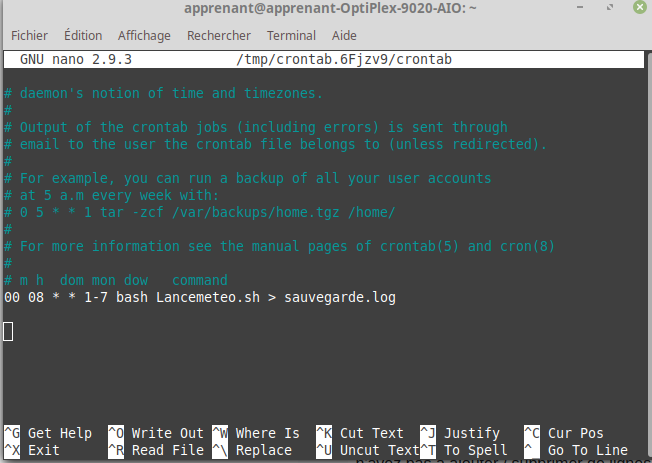 apprenant@apprenant-OptiPlex-9020-AIO: ~
Fichier Édition Affichage Rechercher Terminal Aide
GNU nano 2.9.3 /tmp/crontab.6Fjzv9/crontab
# daemon's notion of time and timezones.
#
# Output of the crontab jobs (including errors) is sent through
# email to the user the crontab file belongs to (unless redirected).
#
# For example, you can run a backup of all your user accounts
# at 5 a.m every week with:
# 0 5 * * 1 tar -zcf /var/backups/home.tgz /home/
#
# For more information see the manual pages of crontab(5) and cron(8)
#
# m h  dom mon dow   command
00 08 * * 1-7 bash Lancemeteo.sh > sauvegarde.log
^G Get Help ^O Write Out ^W Where Is ^K Cut Text ^J Justify ^C Cur Pos
^X Exit ^R Read File ^\ Replace ^U Uncut Text ^T To Spell ^_ Go To Line